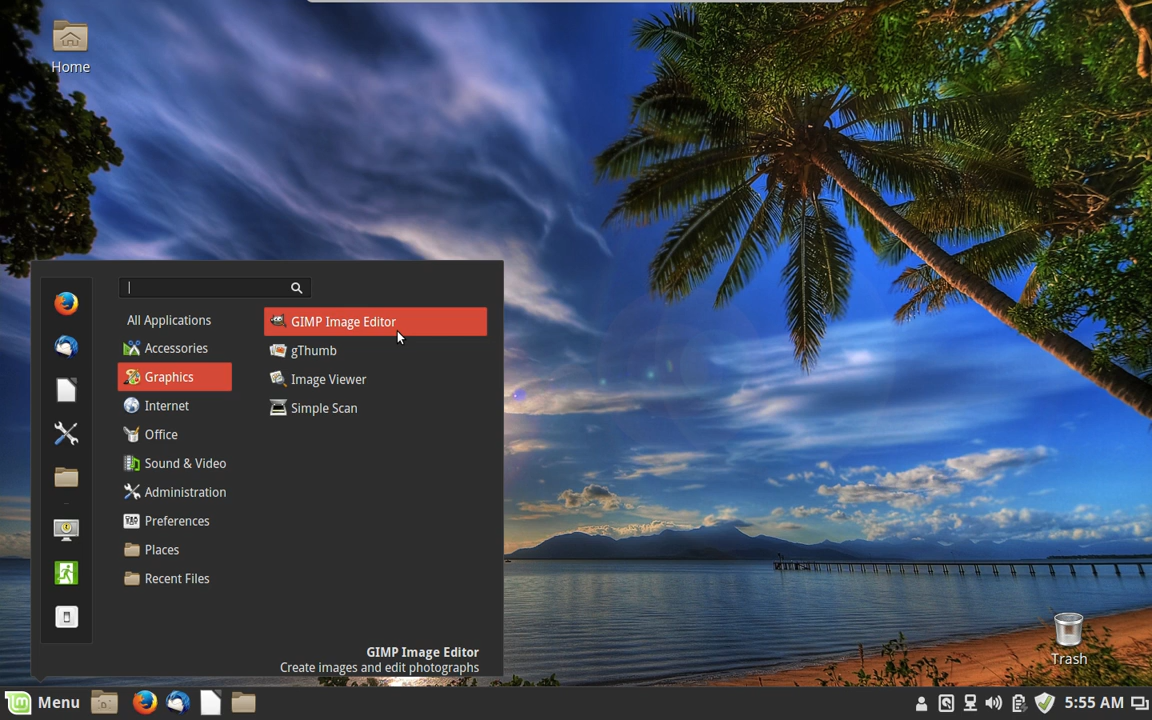 Home
All Applications
Accessories
Graphics
Internet
Office
Sound & Video
Administration
Preferences
Places
Recent Files
GIMP Image Editor
gThumb
Image Viewer
Simple Scan
GIMP Image Editor
Create images and edit photographs
Trash
Menu
5:55 AM